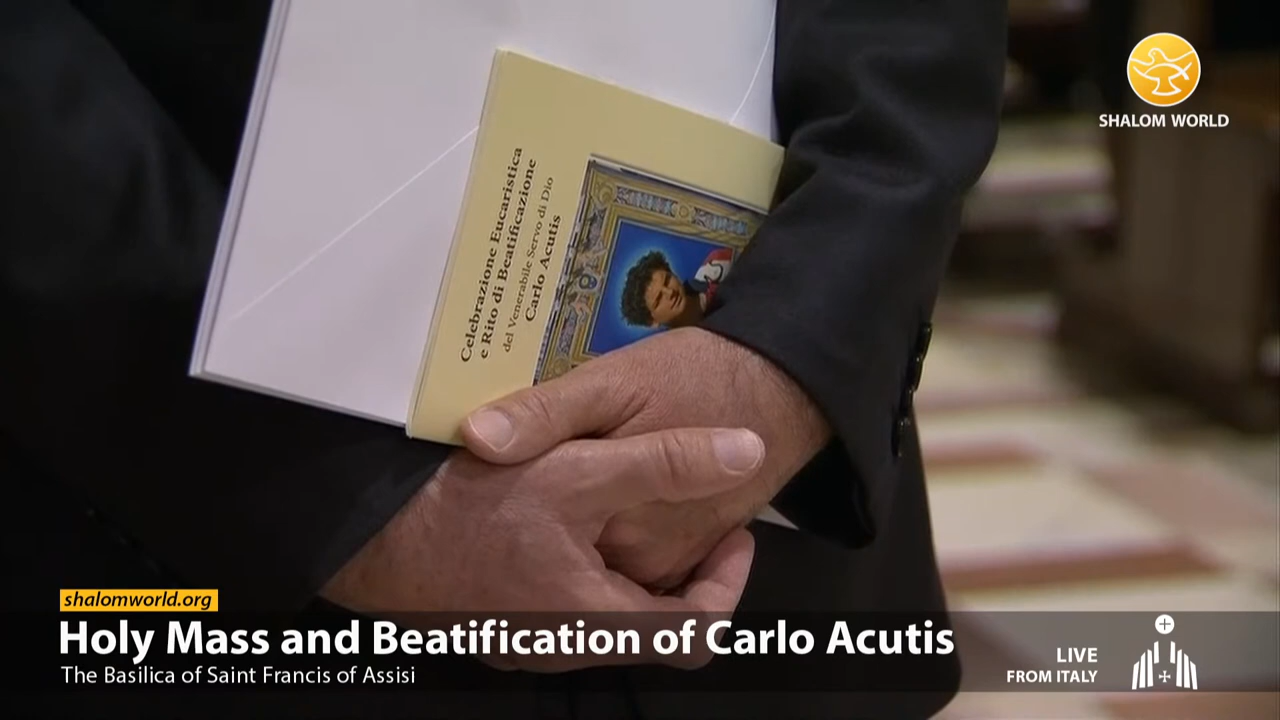 SHALOM WORLD
Celebrazione Eucaristica
e Rito di Beatificazione
del Venerabile Servo di Dio
Carlo Acutis
shalomworld.org
Holy Mass and Beatification of Carlo Acutis
The Basilica of Saint Francis of Assisi
LIVE
FROM ITALY